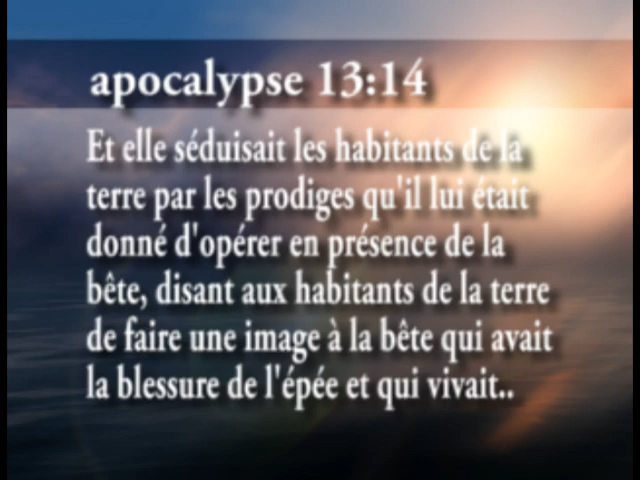 apocalypse 13:14
Et elle séduisait les habitants de la
terre par les prodiges qu'il lui était
donné d'opérer en présence de la
bête, disant aux habitants de la terre
de faire une image à la bête qui avait
la blessure de l'épée et qui vivait..